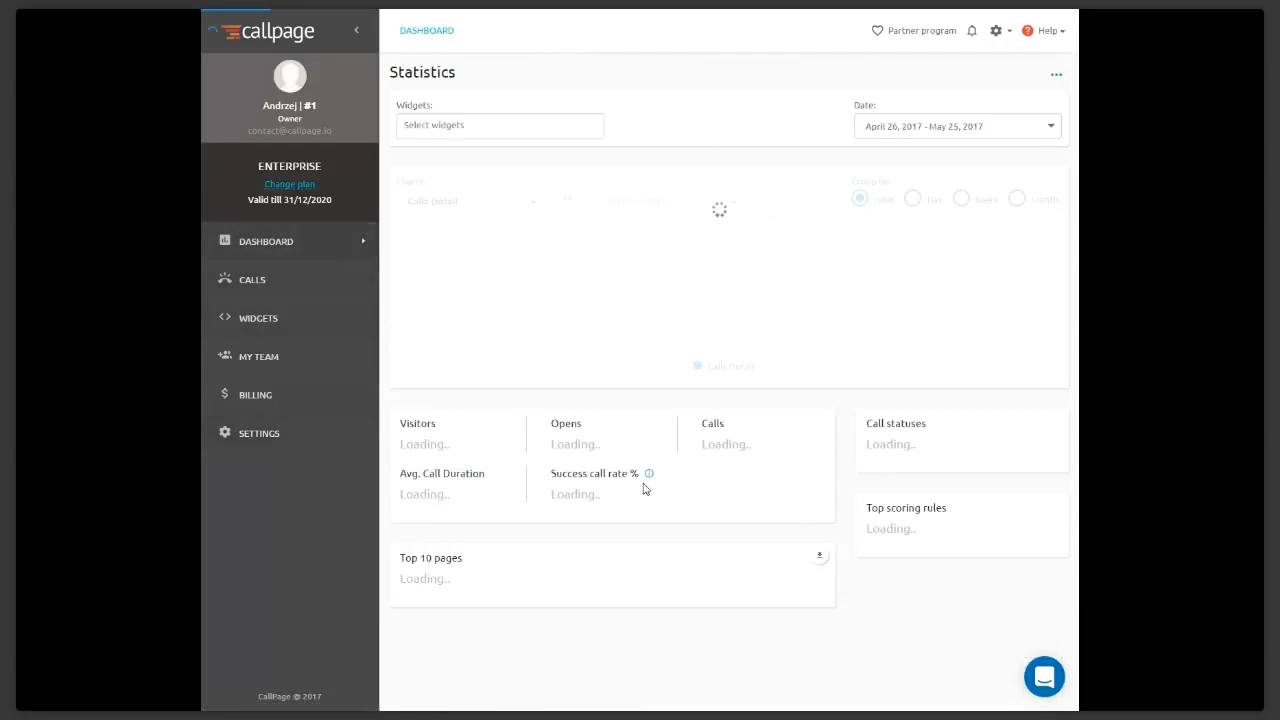 callpage
Andrzej | #1
Owner
contact@callpage.io
ENTERPRISE
Change plan
Valid till 31/12/2020
DASHBOARD
CALLS
WIDGETS
MY TEAM
BILLING
SETTINGS
CallPage @ 2017
DASHBOARD
Partner program
Help
Statistics
Widgets:
Select widgets
Date:
April 26, 2017 - May 25, 2017
Charts:
Calls (total)
Group by:
Hour
Day
Week
Month
Calls (total)
Visitors
Loading..
Opens
Loading..
Calls
Loading..
Avg. Call Duration
Loading..
Success call rate %
Loading..
Call statuses
Loading..
Top scoring rules
Loading..
Top 10 pages
Loading..